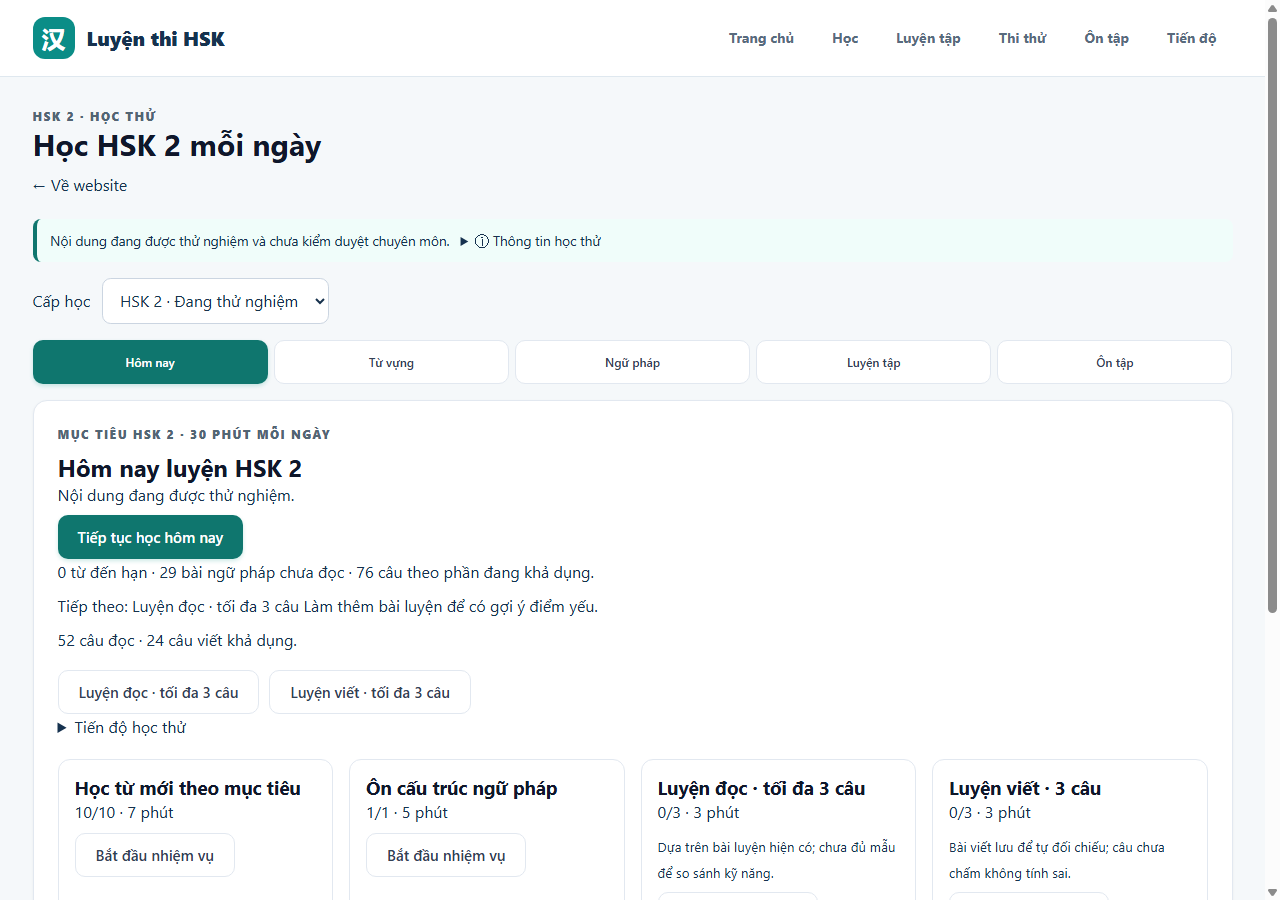 汉 Luyện thi HSK Trang chủ Học Luyện tập Thi thử Ôn tập Tiến độ
HSK 2 · HỌC THỬ
Học HSK 2 mỗi ngày
← Về website
Nội dung đang được thử nghiệm và chưa kiểm duyệt chuyên môn. ▶ ⓘ Thông tin học thử
Cấp học HSK 2 · Đang thử nghiệm
Hôm nay Từ vựng Ngữ pháp Luyện tập Ôn tập
MỤC TIÊU HSK 2 · 30 PHÚT MỖI NGÀY
Hôm nay luyện HSK 2
Nội dung đang được thử nghiệm.
Tiếp tục học hôm nay
0 từ đến hạn · 29 bài ngữ pháp chưa đọc · 76 câu theo phần đang khả dụng.
Tiếp theo: Luyện đọc · tối đa 3 câu Làm thêm bài luyện để có gợi ý điểm yếu.
52 câu đọc · 24 câu viết khả dụng.
Luyện đọc · tối đa 3 câu Luyện viết · tối đa 3 câu
▶ Tiến độ học thử
Học từ mới theo mục tiêu
10/10 · 7 phút
Bắt đầu nhiệm vụ
Ôn cấu trúc ngữ pháp
1/1 · 5 phút
Bắt đầu nhiệm vụ
Luyện đọc · tối đa 3 câu
0/3 · 3 phút
Dựa trên bài luyện hiện có; chưa đủ mẫu
để so sánh kỹ năng.
Luyện viết · 3 câu
0/3 · 3 phút
Bài viết lưu để tự đối chiếu; câu chưa
chấm không tính sai.